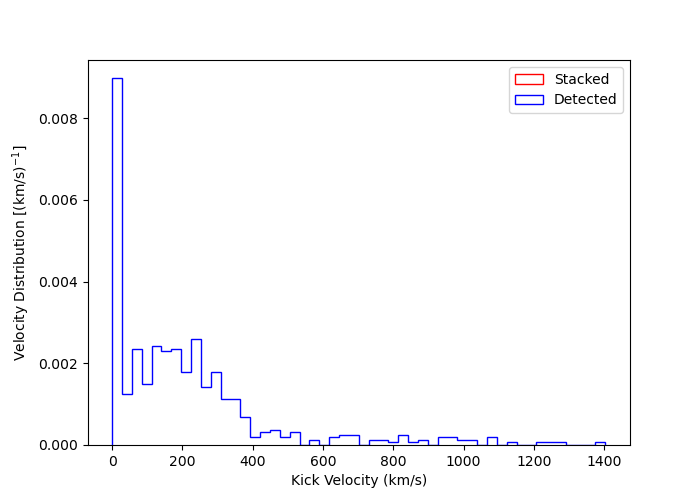 Stacked
Detected
0.008
0.006
0.004
0.002
0.000
0 200 400 600 800 1000 1200 1400
Velocity Distribution [(km/s)⁻¹]
Kick Velocity (km/s)